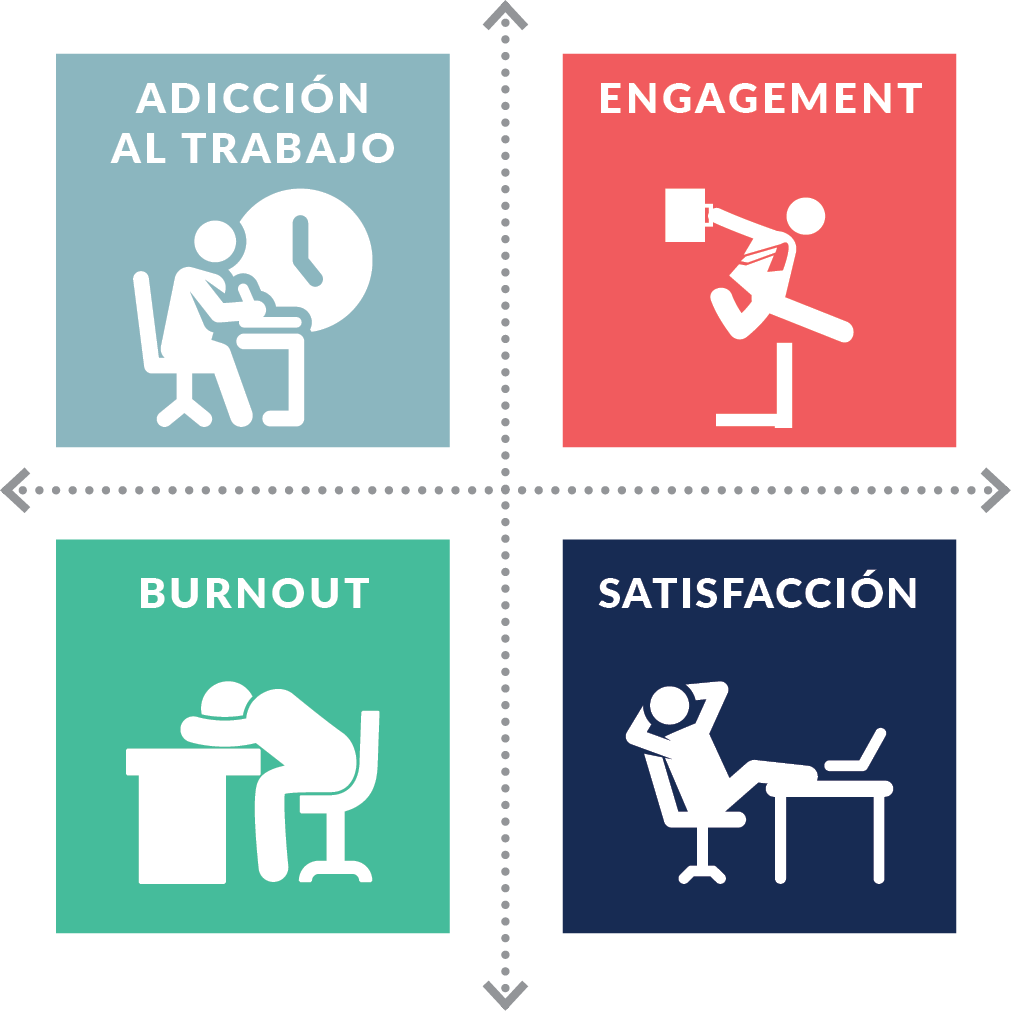 ADICCIÓN
AL TRABAJO
ENGAGEMENT
BURNOUT
SATISFACCIÓN